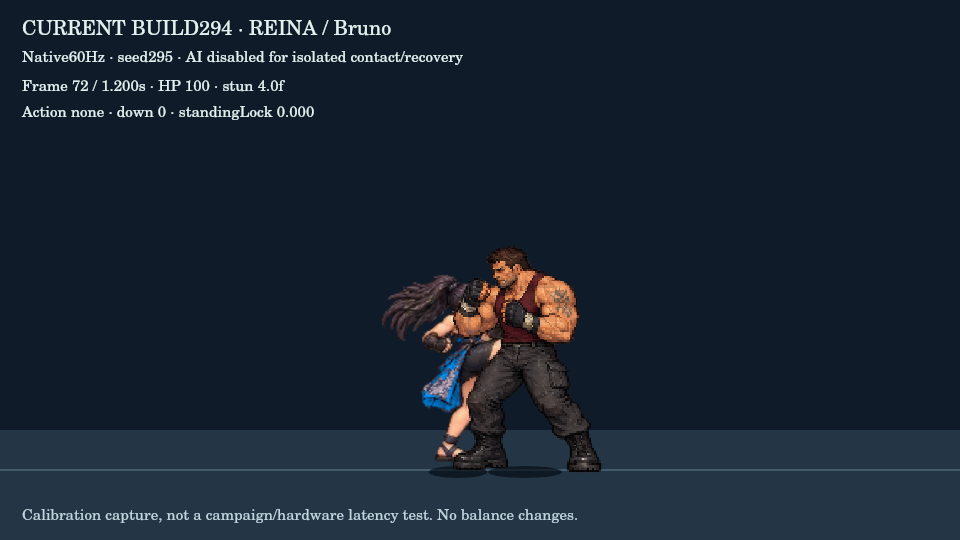 CURRENT BUILD294 · REINA / Bruno
Native60Hz · seed295 · AI disabled for isolated contact/recovery
Frame 72 / 1.200s · HP 100 · stun 4.0f
Action none · down 0 · standingLock 0.000
Calibration capture, not a campaign/hardware latency test. No balance changes.